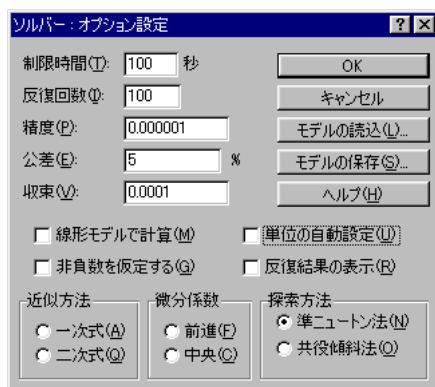 ソルバー : オプション設定
制限時間(T): 100 秒
OK
反復回数(I): 100
キャンセル
精度(P): 0.000001
モデルの読込(L)...
公差(E): 5 %
モデルの保存(S)...
収束(V): 0.0001
ヘルプ(H)
線形モデルで計算(M)
単位の自動設定(U)
非負数を仮定する(G)
反復結果の表示(R)
近似方法
一次式(A)
二次式(Q)
微分係数
前進(F)
中央(C)
探索方法
準ニュートン法(N)
共役傾斜法(O)